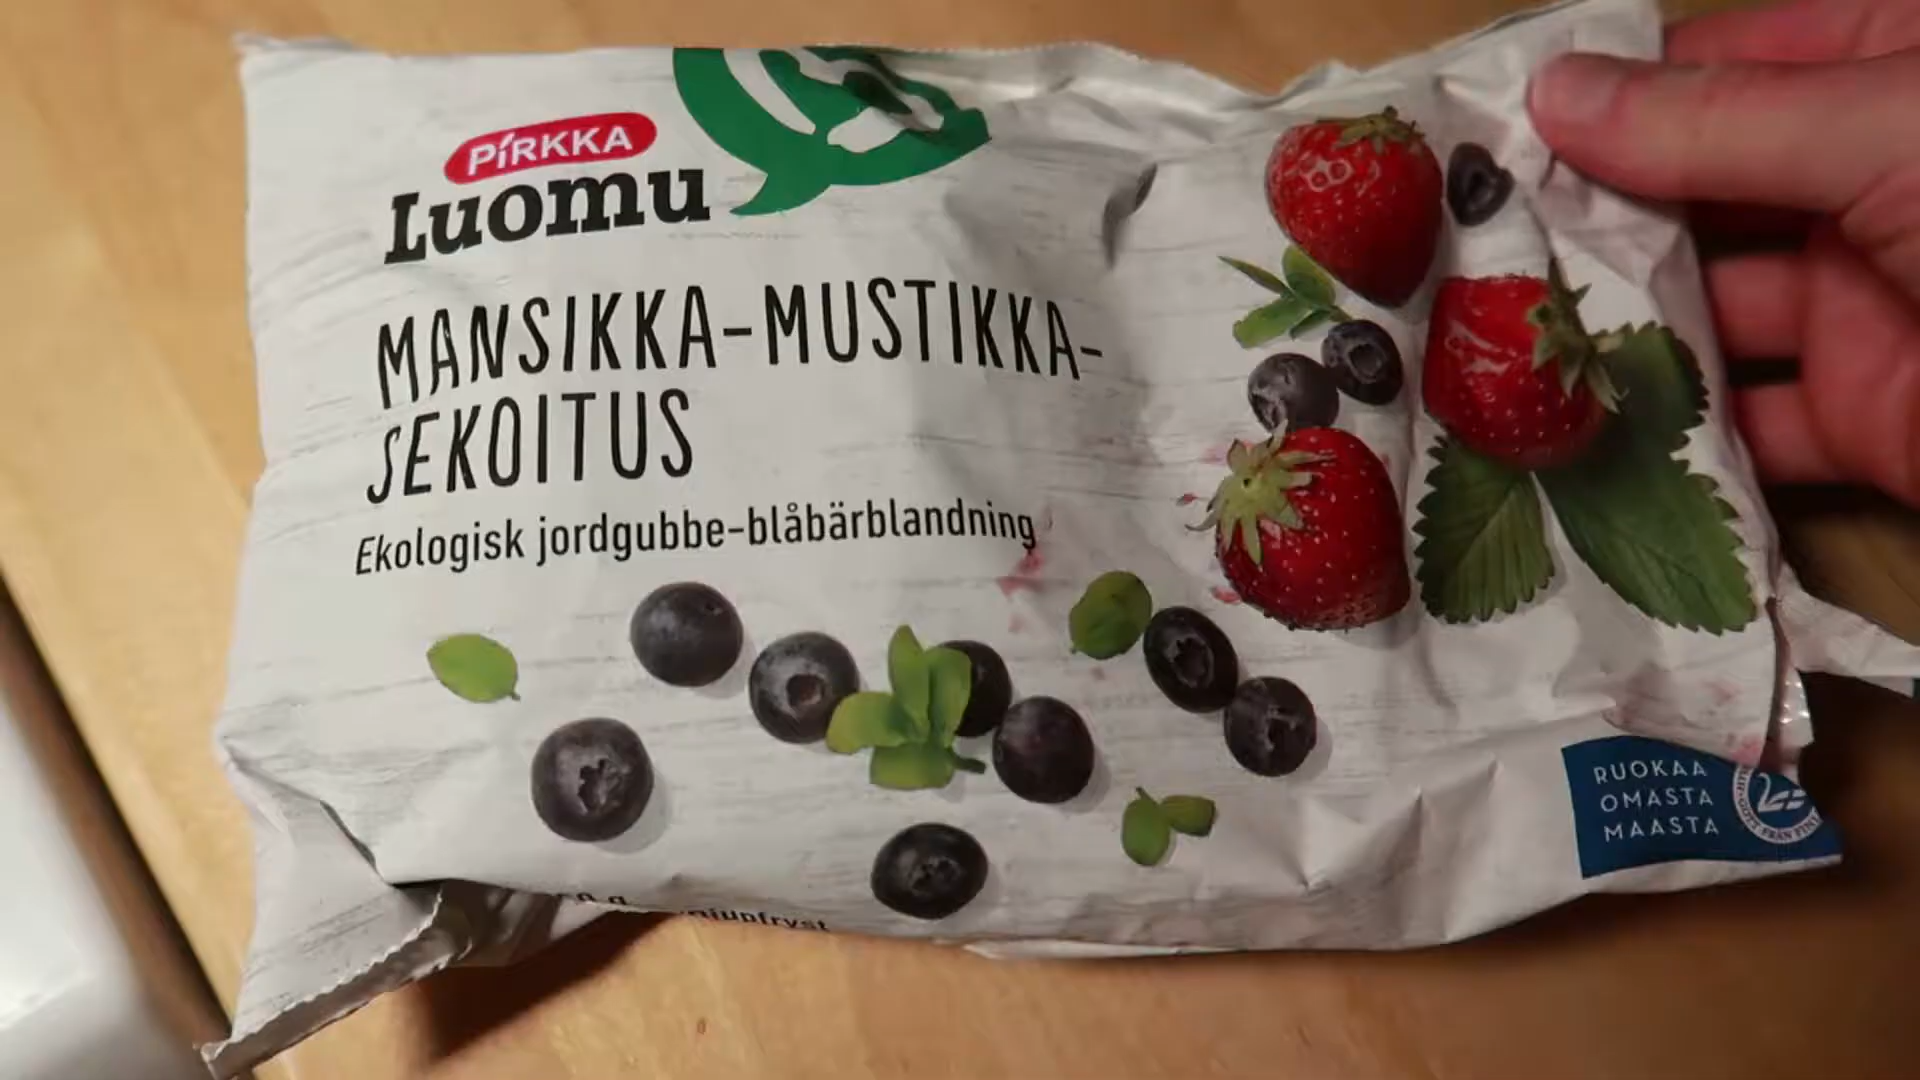 PIRKKA
Luomu
MANSIKKA-MUSTIKKA-
SEKOITUS
Ekologisk jordgubbe-blåbärblandning
RUOKAA
OMASTA
MAASTA